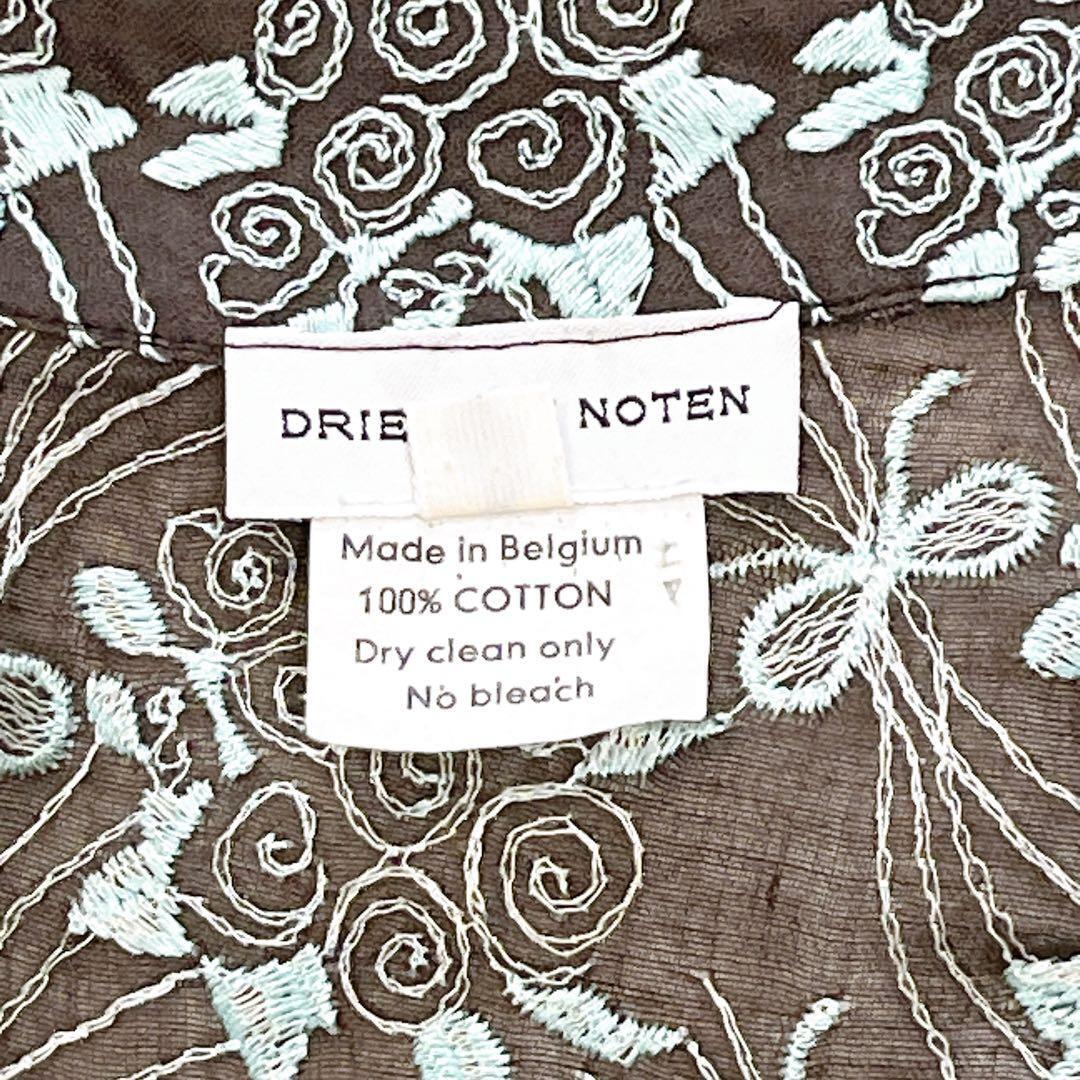 DRIE NOTEN
Made in Belgium
100% COTTON
Dry clean only
No bleach